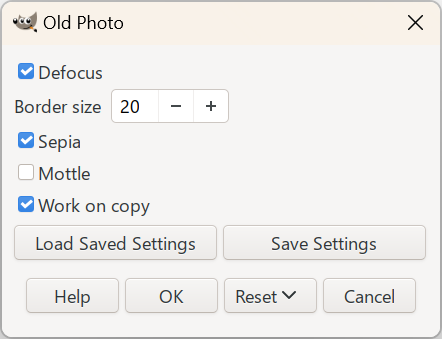 Old Photo
Defocus
Border size 20 − +
Sepia
Mottle
Work on copy
Load Saved Settings Save Settings
Help OK Reset Cancel